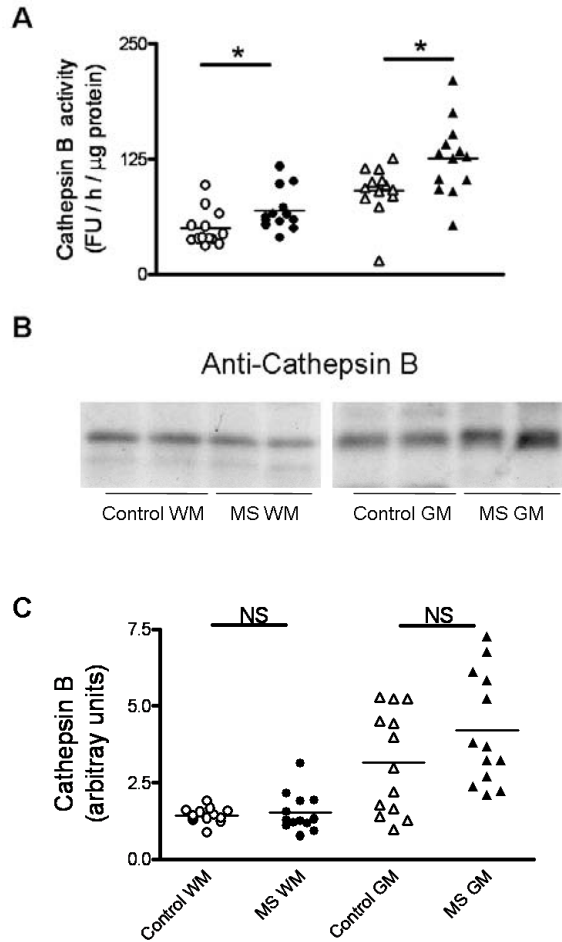 A
250
125
0
Cathepsin B activity
(FU / h / µg protein)
* *
B
Anti-Cathepsin B
Control WM MS WM Control GM MS GM
C
NS NS
7.5
5.0
2.5
0.0
Cathepsin B
(arbitray units)
Control WM
MS WM
Control GM
MS GM